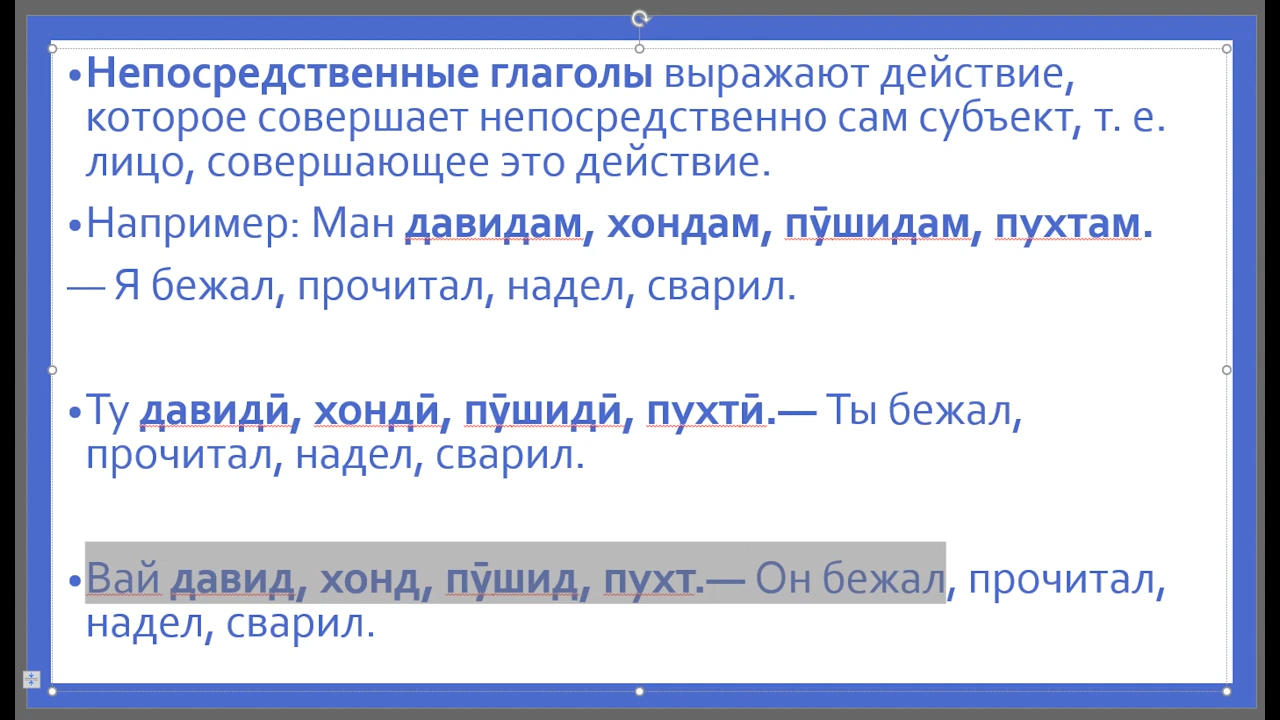 •Непосредственные глаголы выражают действие,
которое совершает непосредственно сам субъект, т. е.
лицо, совершающее это действие.
•Например: Ман давидам, хондам, пӯшидам, пухтам.
— Я бежал, прочитал, надел, сварил.
•Ту давидӣ, хондӣ, пӯшидӣ, пухтӣ.— Ты бежал,
прочитал, надел, сварил.
•Вай давид, хонд, пӯшид, пухт.— Он бежал, прочитал,
надел, сварил.